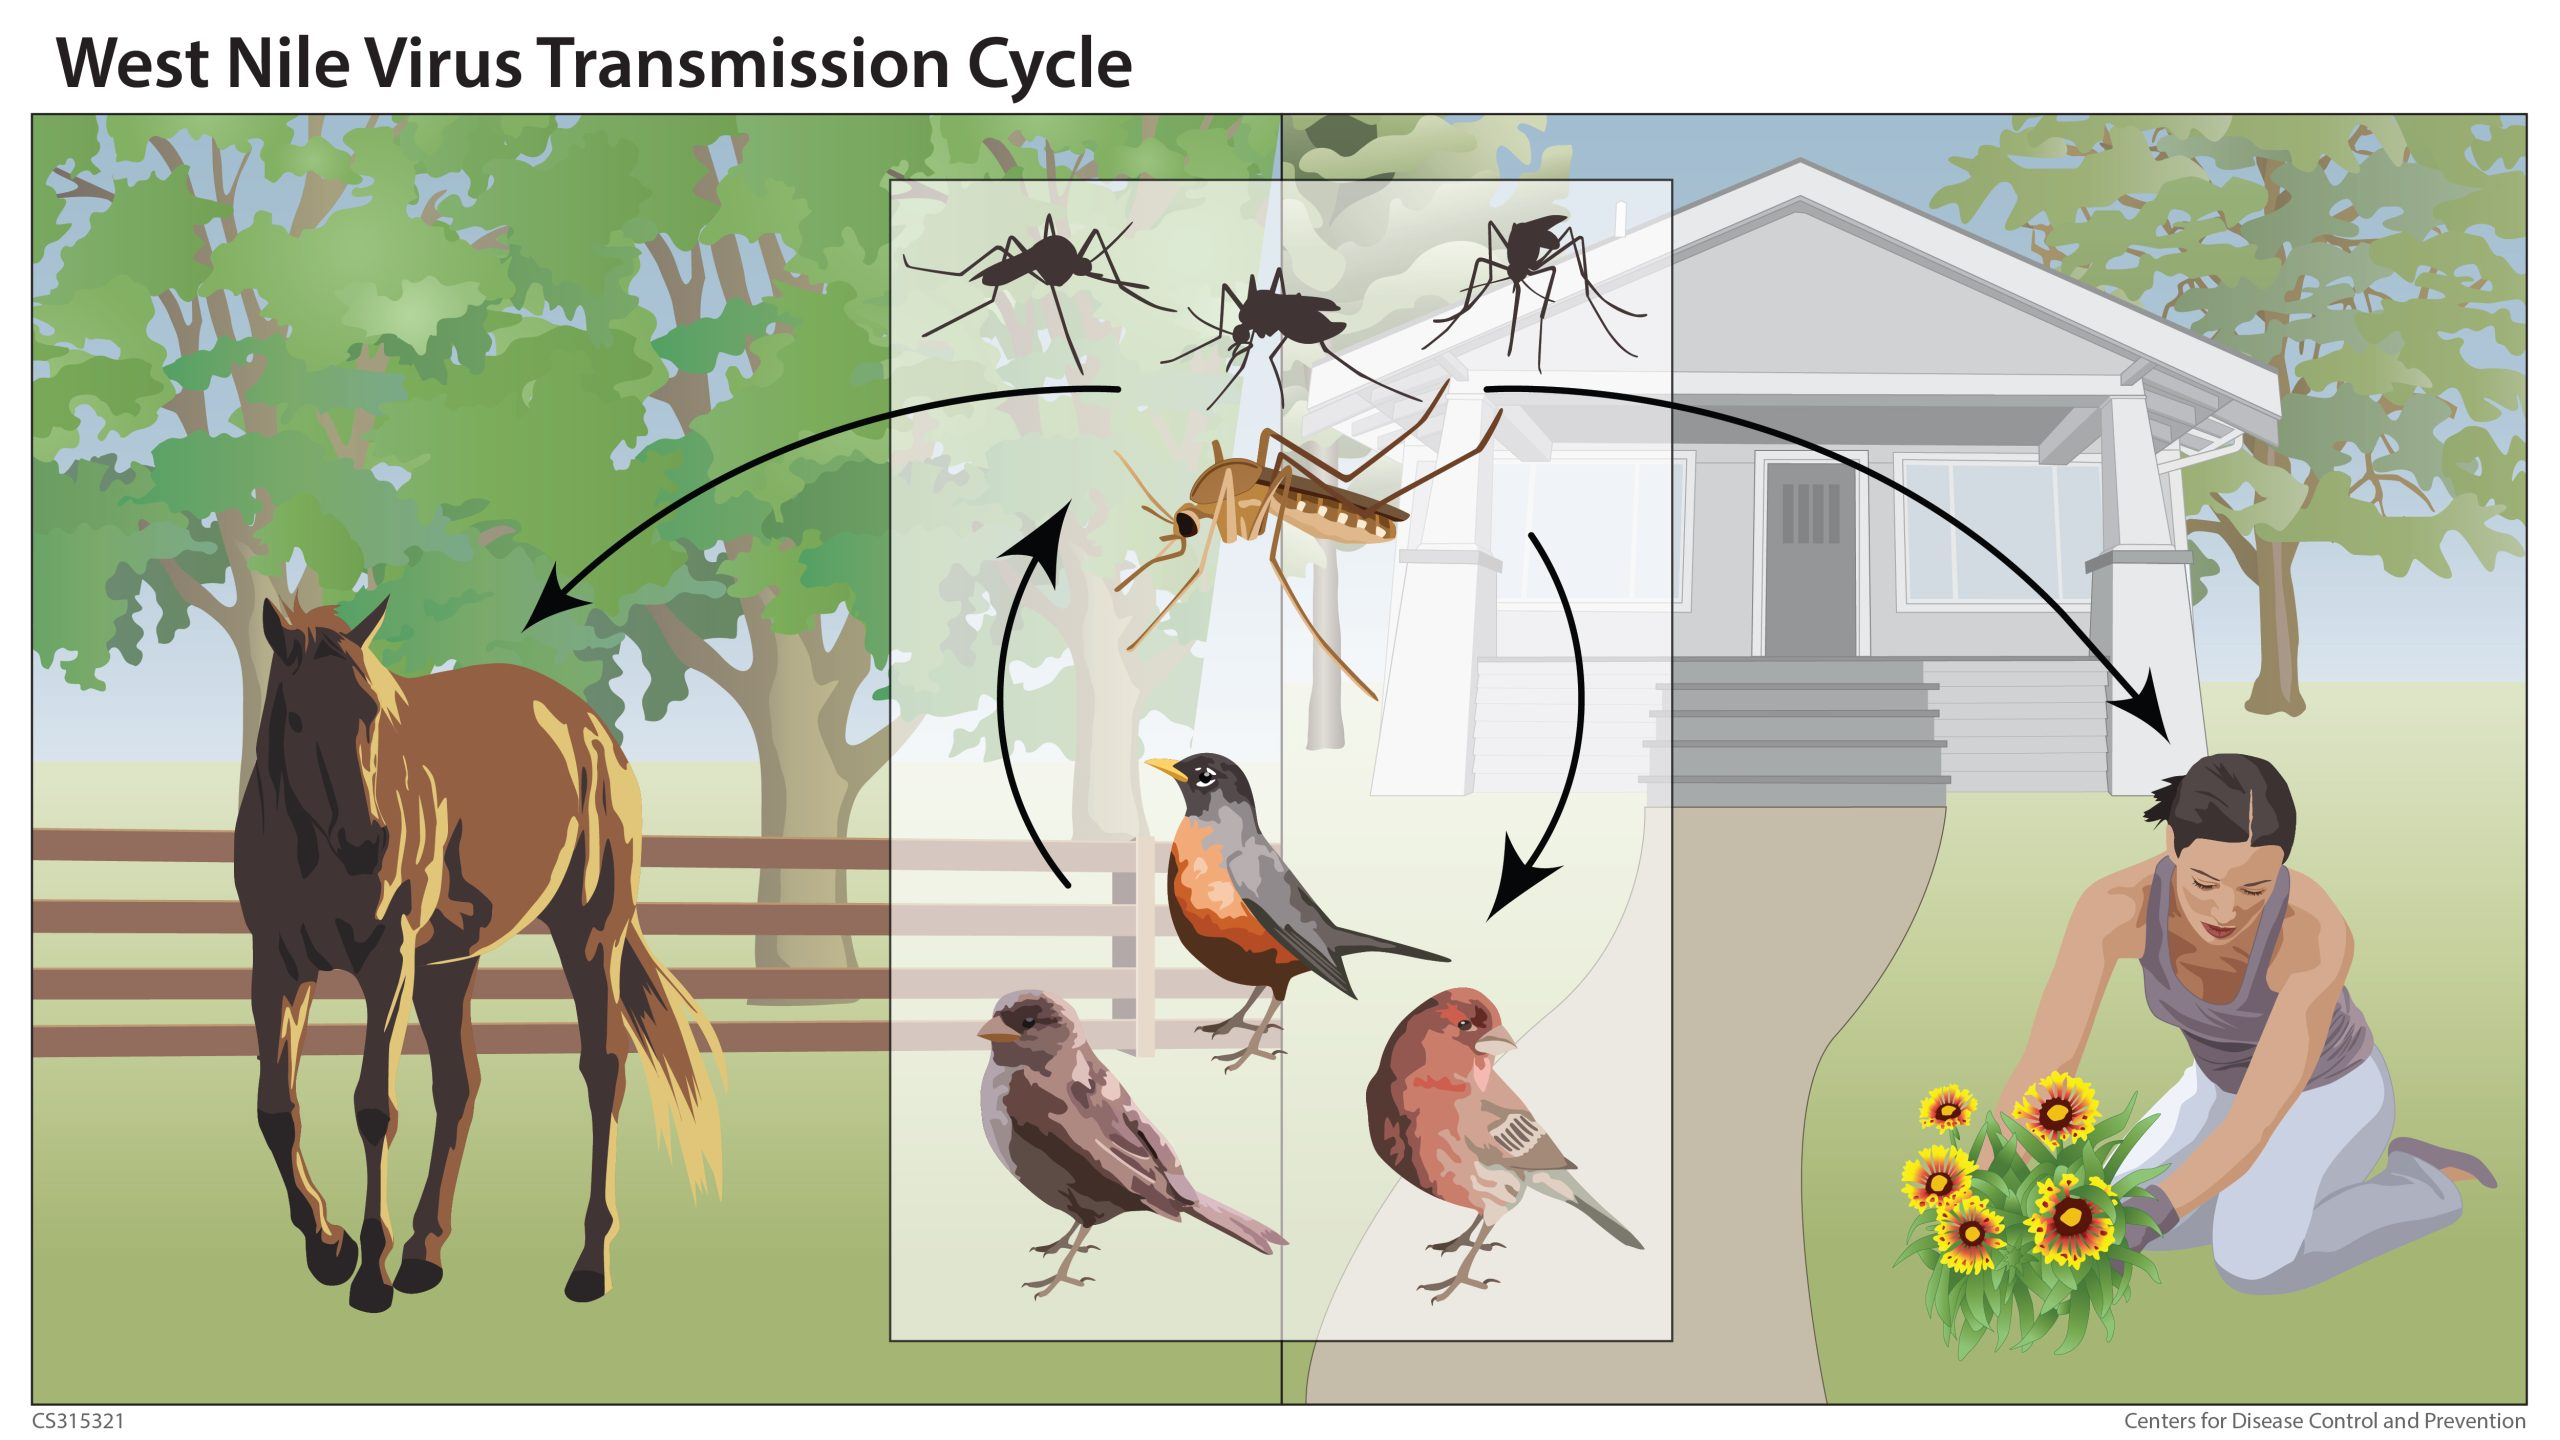 West Nile Virus Transmission Cycle
CS315321
Centers for Disease Control and Prevention